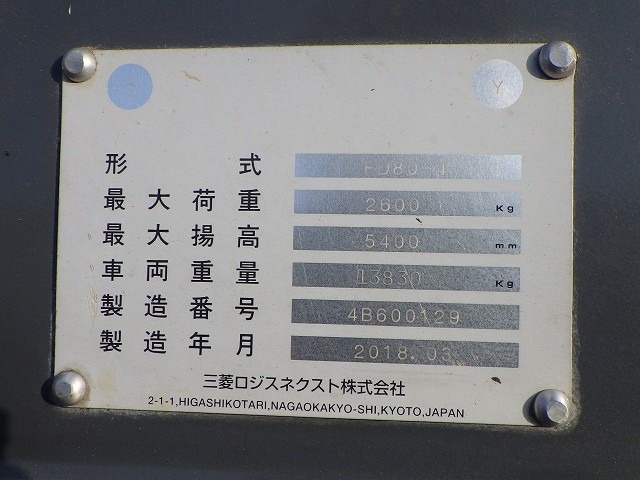 Y
形式 FD80-4
最大荷重 2600 Kg
最大揚高 5400 mm
車両重量 13830 Kg
製造番号 4B600129
製造年月 2018.03
三菱ロジスネクスト株式会社
2-1-1,HIGASHIKOTARI,NAGAOKAKYO-SHI,KYOTO,JAPAN